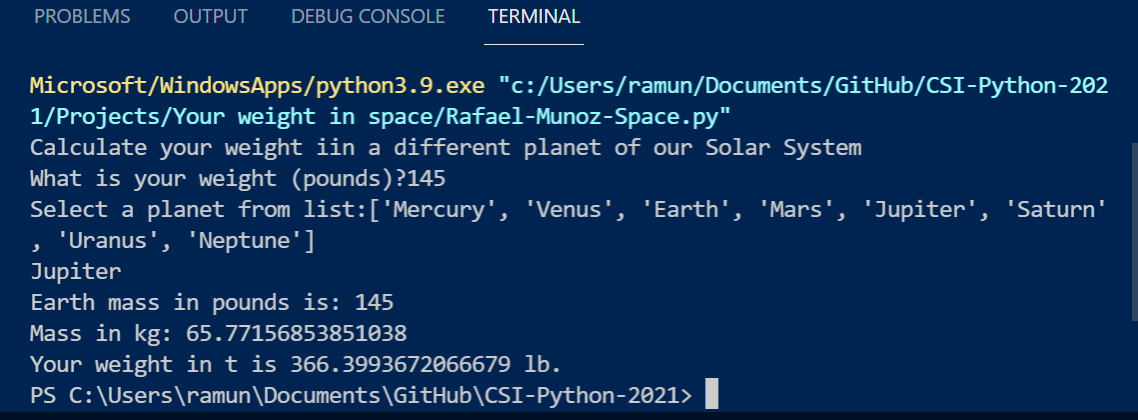 PROBLEMS OUTPUT DEBUG CONSOLE TERMINAL
Microsoft/WindowsApps/python3.9.exe "c:/Users/ramun/Documents/GitHub/CSI-Python-202
1/Projects/Your weight in space/Rafael-Munoz-Space.py"
Calculate your weight iin a different planet of our Solar System
What is your weight (pounds)?145
Select a planet from list:['Mercury', 'Venus', 'Earth', 'Mars', 'Jupiter', 'Saturn'
, 'Uranus', 'Neptune']
Jupiter
Earth mass in pounds is: 145
Mass in kg: 65.77156853851038
Your weight in t is 366.3993672066679 lb.
PS C:\Users\ramun\Documents\GitHub\CSI-Python-2021>